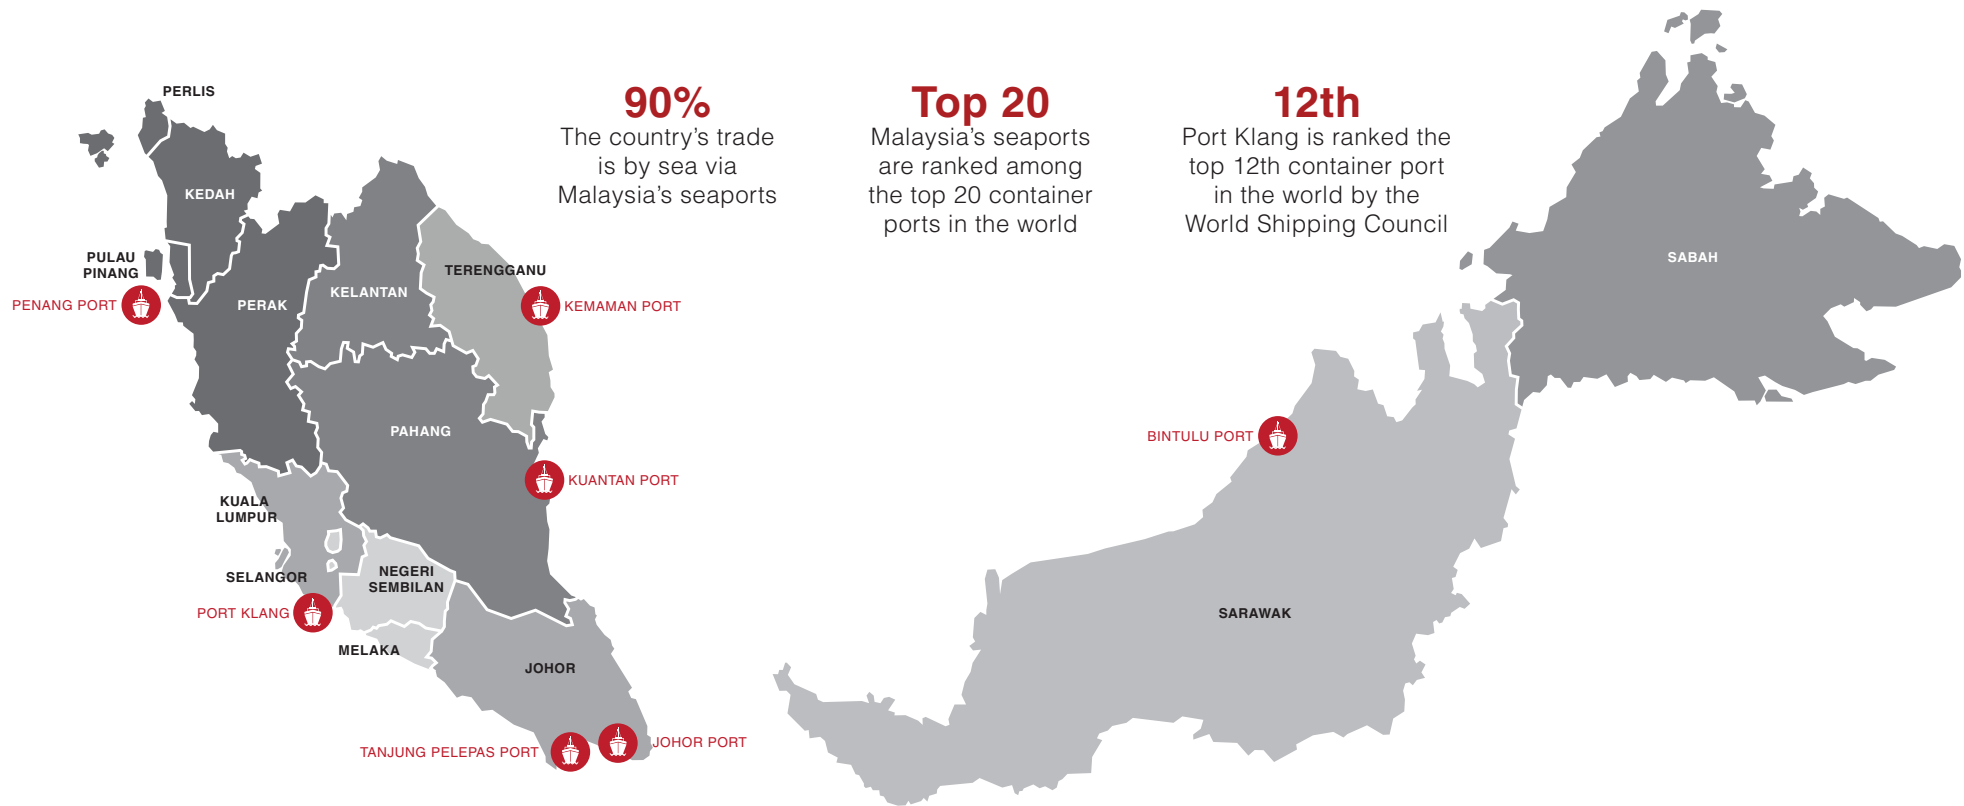 90%
The country’s trade
is by sea via
Malaysia’s seaports
Top 20
Malaysia’s seaports
are ranked among
the top 20 container
ports in the world
12th
Port Klang is ranked the
top 12th container port
in the world by the
World Shipping Council
PERLIS
KEDAH
PULAU
PINANG
PENANG PORT
PERAK
KELANTAN
TERENGGANU
KEMAMAN PORT
PAHANG
KUANTAN PORT
KUALA
LUMPUR
SELANGOR
PORT KLANG
NEGERI
SEMBILAN
MELAKA
JOHOR
TANJUNG PELEPAS PORT
JOHOR PORT
SABAH
BINTULU PORT
SARAWAK